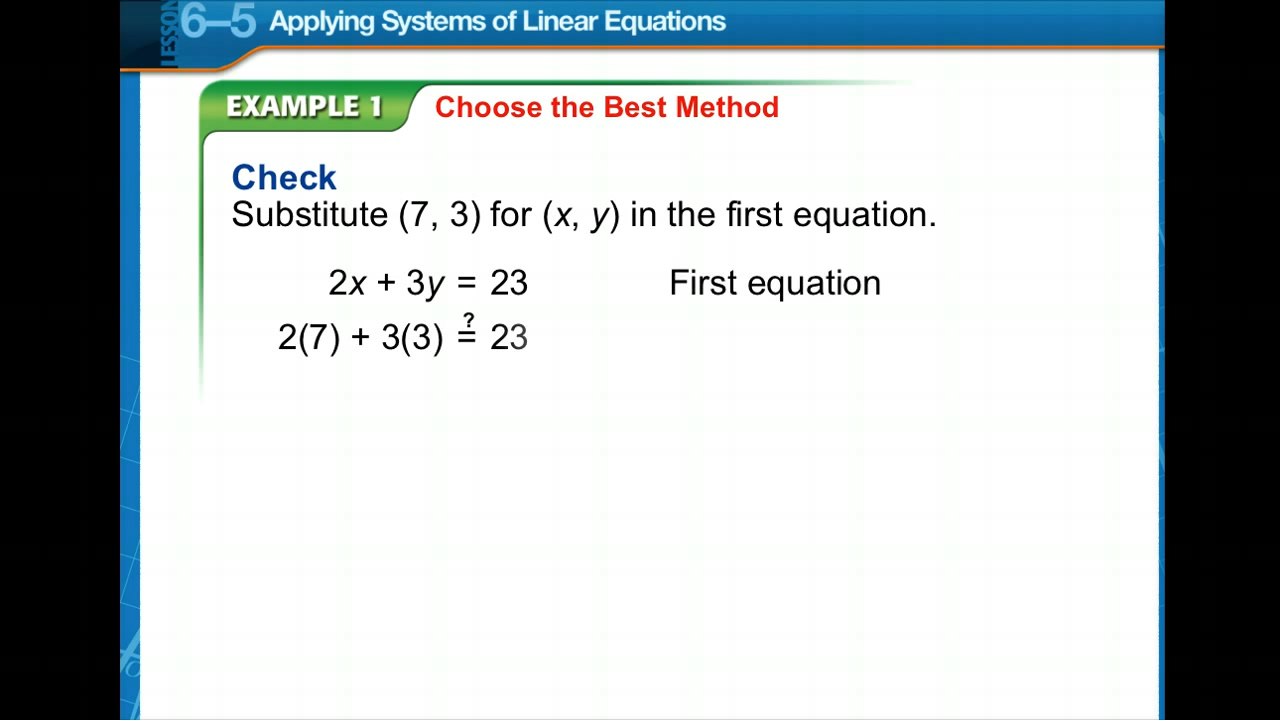 LESSON 6–5 Applying Systems of Linear Equations
EXAMPLE 1 Choose the Best Method
Check
Substitute (7, 3) for (x, y) in the first equation.
2x + 3y = 23 First equation
2(7) + 3(3) ≟ 23